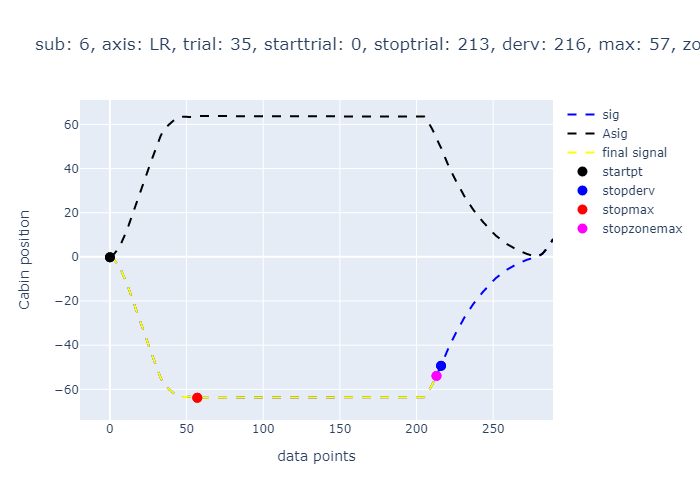 sub: 6, axis: LR, trial: 35, starttrial: 0, stoptrial: 213, derv: 216, max: 57, zo
sig
Asig
final signal
startpt
stopderv
stopmax
stopzonemax
60
40
20
0
−20
−40
−60
Cabin position
0 50 100 150 200 250
data points